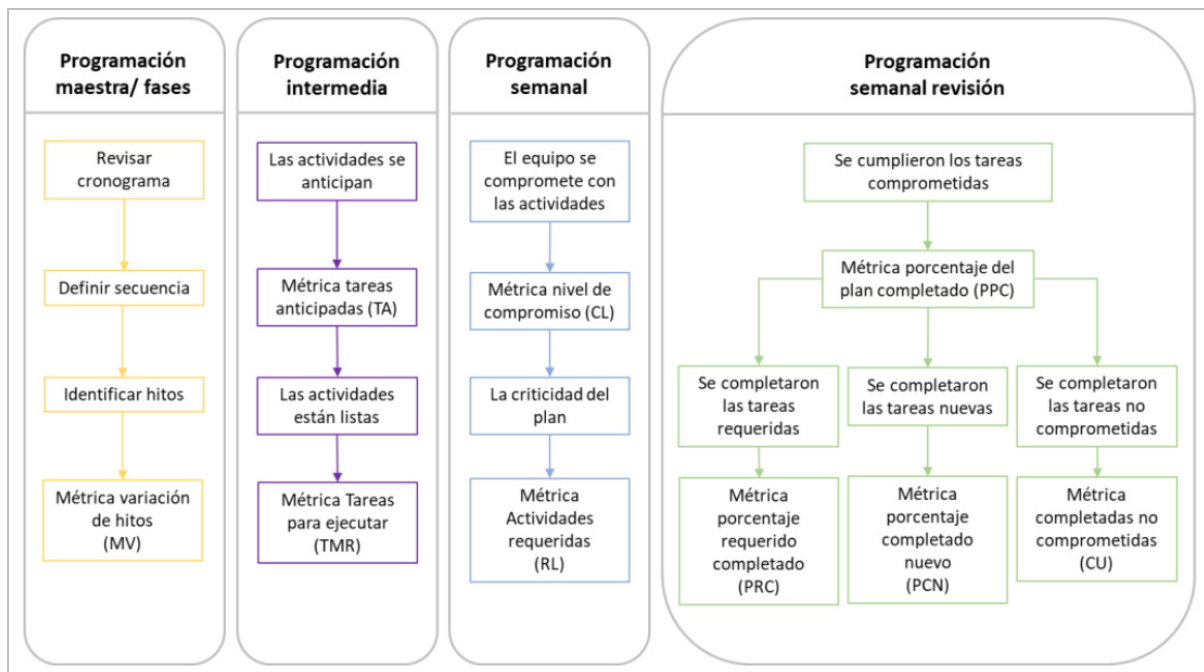 Programación
maestra/ fases
Revisar
cronograma
Definir secuencia
Identificar hitos
Métrica variación
de hitos
(MV)
Programación
intermedia
Las actividades se
anticipan
Métrica tareas
anticipadas (TA)
Las actividades
están listas
Métrica Tareas
para ejecutar
(TMR)
Programación
semanal
El equipo se
compromete con
las actividades
Métrica nivel de
compromiso (CL)
La criticidad del
plan
Métrica
Actividades
requeridas
(RL)
Programación
semanal revisión
Se cumplieron los tareas
comprometidas
Métrica porcentaje del
plan completado (PPC)
Se completaron
las tareas
requeridas
Métrica
porcentaje
requerido
completado
(PRC)
Se completaron
las tareas nuevas
Métrica
porcentaje
completado
nuevo
(PCN)
Se completaron
las tareas no
comprometidas
Métrica
completadas no
comprometidas
(CU)